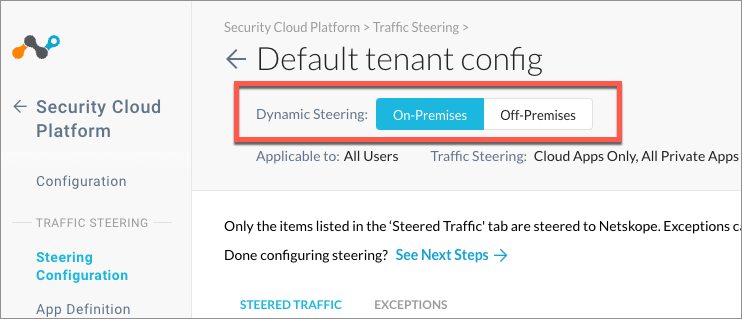 Security Cloud Platform > Traffic Steering >
Default tenant config
Security Cloud
Platform
Dynamic Steering: On-Premises Off-Premises
Applicable to: All Users Traffic Steering: Cloud Apps Only, All Private Apps
Configuration
TRAFFIC STEERING
Only the items listed in the ‘Steered Traffic' tab are steered to Netskope. Exceptions
Steering
Configuration
Done configuring steering? See Next Steps
App Definition
STEERED TRAFFIC EXCEPTIONS